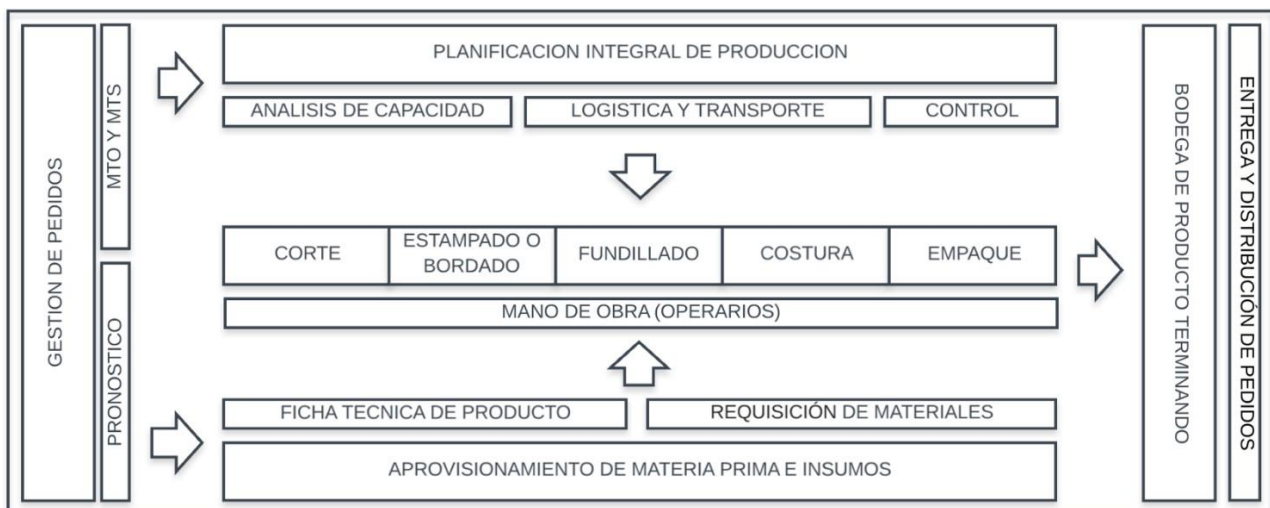 GESTION DE PEDIDOS
MTO Y MTS
PRONOSTICO
PLANIFICACION INTEGRAL DE PRODUCCION
ANALISIS DE CAPACIDAD
LOGISTICA Y TRANSPORTE
CONTROL
CORTE
ESTAMPADO O
BORDADO
FUNDILLADO
COSTURA
EMPAQUE
MANO DE OBRA (OPERARIOS)
FICHA TECNICA DE PRODUCTO
REQUISICIÓN DE MATERIALES
APROVISIONAMIENTO DE MATERIA PRIMA E INSUMOS
BODEGA DE PRODUCTO TERMINANDO
ENTREGA Y DISTRIBUCIÓN DE PEDIDOS